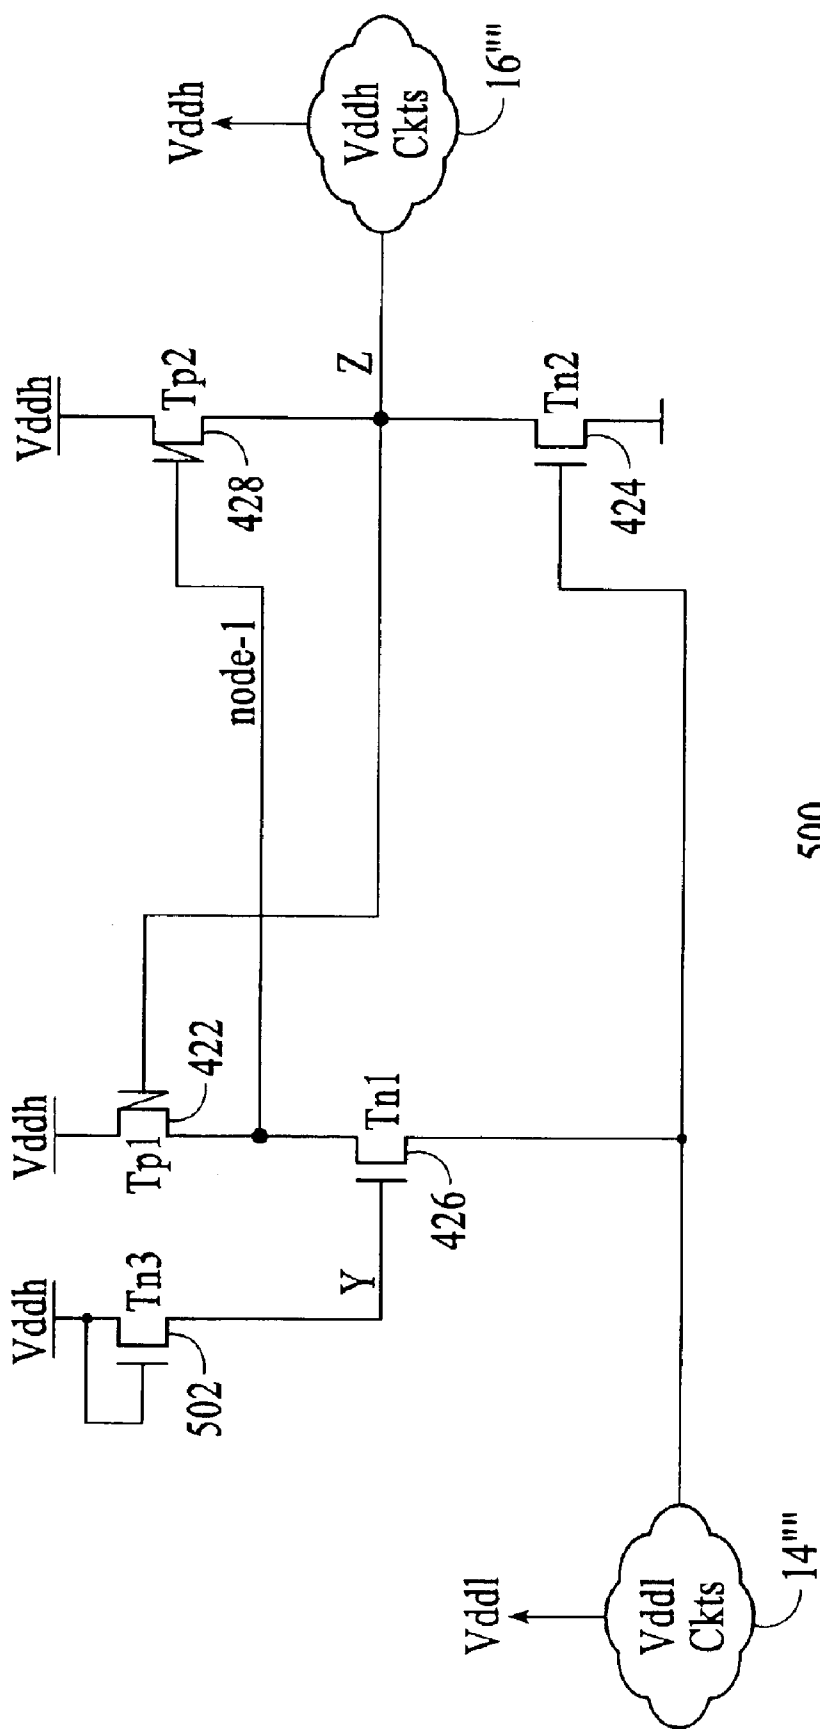 Vddh
Vddh
Vddh
Tn3
502
Tp1
422
node-1
Tp2
428
Vddh
Y
Tn1
426
Z
Vddh
Ckts
16""
Tn2
424
Vddl
Vddl
Ckts
14""
500